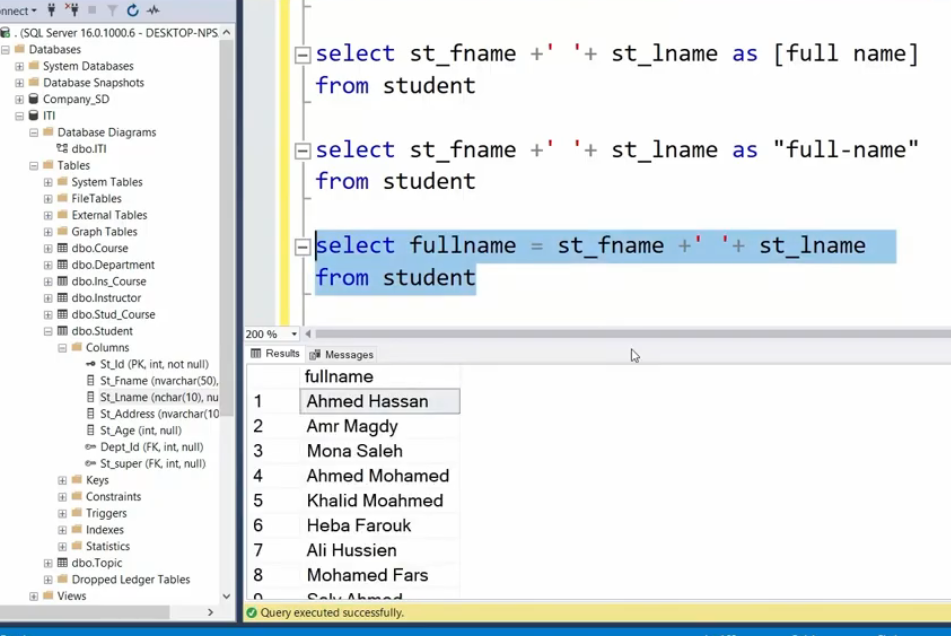 onnect
. (SQL Server 16.0.1000.6 - DESKTOP-NPS
Databases
System Databases
Database Snapshots
Company_SD
ITI
Database Diagrams
dbo.ITI
Tables
System Tables
FileTables
External Tables
Graph Tables
dbo.Course
dbo.Department
dbo.Ins_Course
dbo.Instructor
dbo.Stud_Course
dbo.Student
Columns
St_Id (PK, int, not null)
St_Fname (nvarchar(50),
St_Lname (nchar(10), nu
St_Address (nvarchar(10
St_Age (int, null)
Dept_Id (FK, int, null)
St_super (FK, int, null)
Keys
Constraints
Triggers
Indexes
Statistics
dbo.Topic
Dropped Ledger Tables
Views
select st_fname +' '+ st_lname as [full name]
from student
select st_fname +' '+ st_lname as "full-name"
from student
select fullname = st_fname +' '+ st_lname
from student
200 %
Results Messages
fullname
1 Ahmed Hassan
2 Amr Magdy
3 Mona Saleh
4 Ahmed Mohamed
5 Khalid Moahmed
6 Heba Farouk
7 Ali Hussien
8 Mohamed Fars
Query executed successfully.